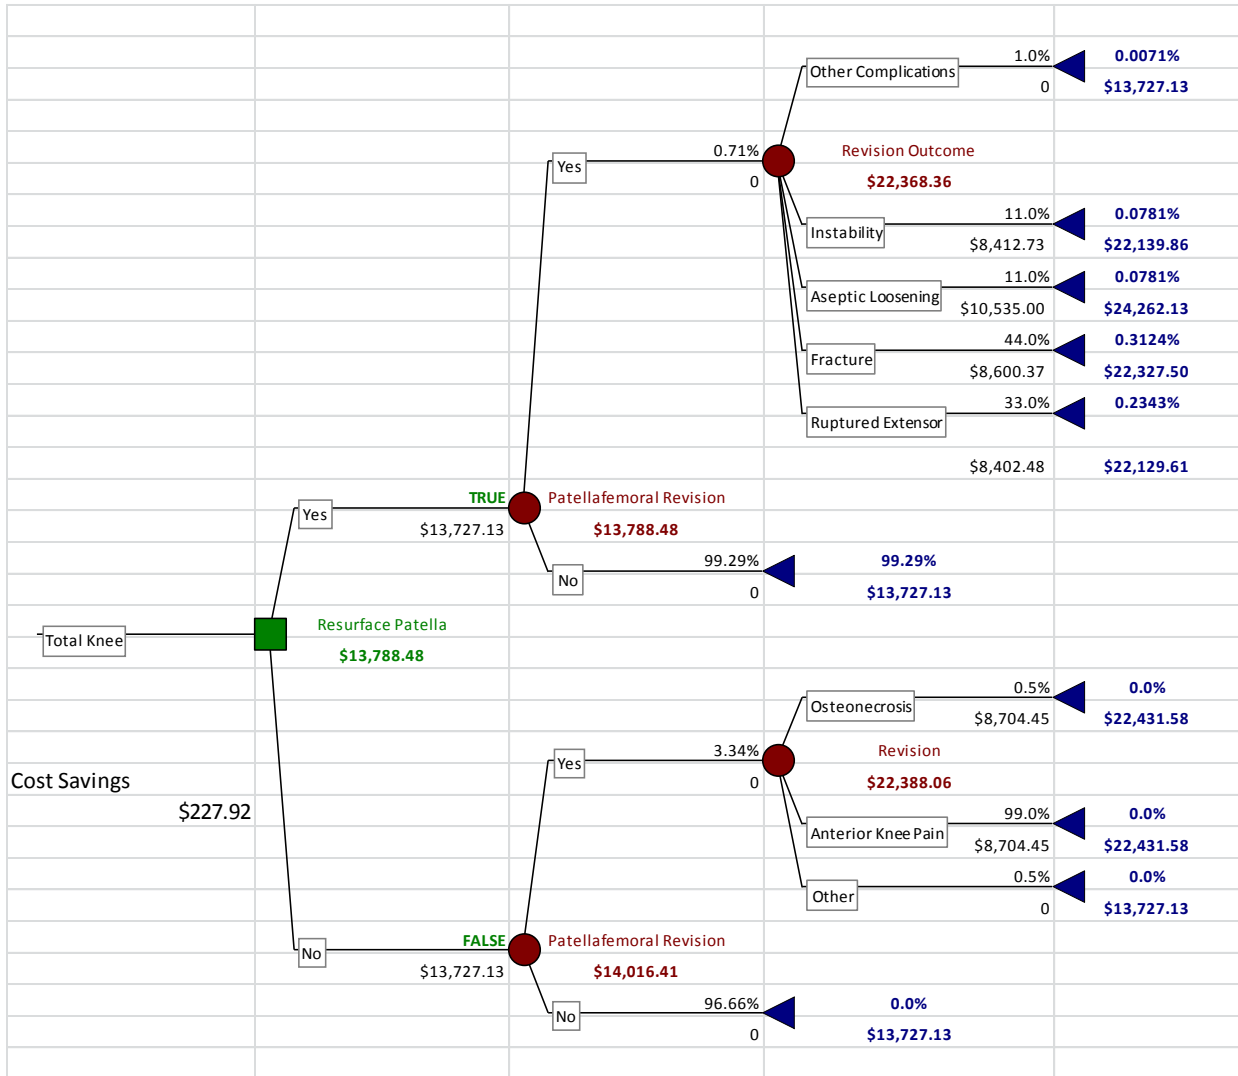 1.0% 0.0071%
Other Complications
0 $13,727.13
0.71% Revision Outcome
Yes
0 $22,368.36
11.0% 0.0781%
Instability
$8,412.73 $22,139.86
11.0% 0.0781%
Aseptic Loosening
$10,535.00 $24,262.13
44.0% 0.3124%
Fracture
$8,600.37 $22,327.50
33.0% 0.2343%
Ruptured Extensor
$8,402.48 $22,129.61
TRUE Patellafemoral Revision
Yes
$13,727.13 $13,788.48
99.29% 99.29%
No
0 $13,727.13
Resurface Patella
Total Knee
$13,788.48
0.5% 0.0%
Osteonecrosis
$8,704.45 $22,431.58
3.34% Revision
Yes
Cost Savings 0 $22,388.06
$227.92
99.0% 0.0%
Anterior Knee Pain
$8,704.45 $22,431.58
0.5% 0.0%
Other
0 $13,727.13
FALSE Patellafemoral Revision
No
$13,727.13 $14,016.41
96.66% 0.0%
No
0 $13,727.13